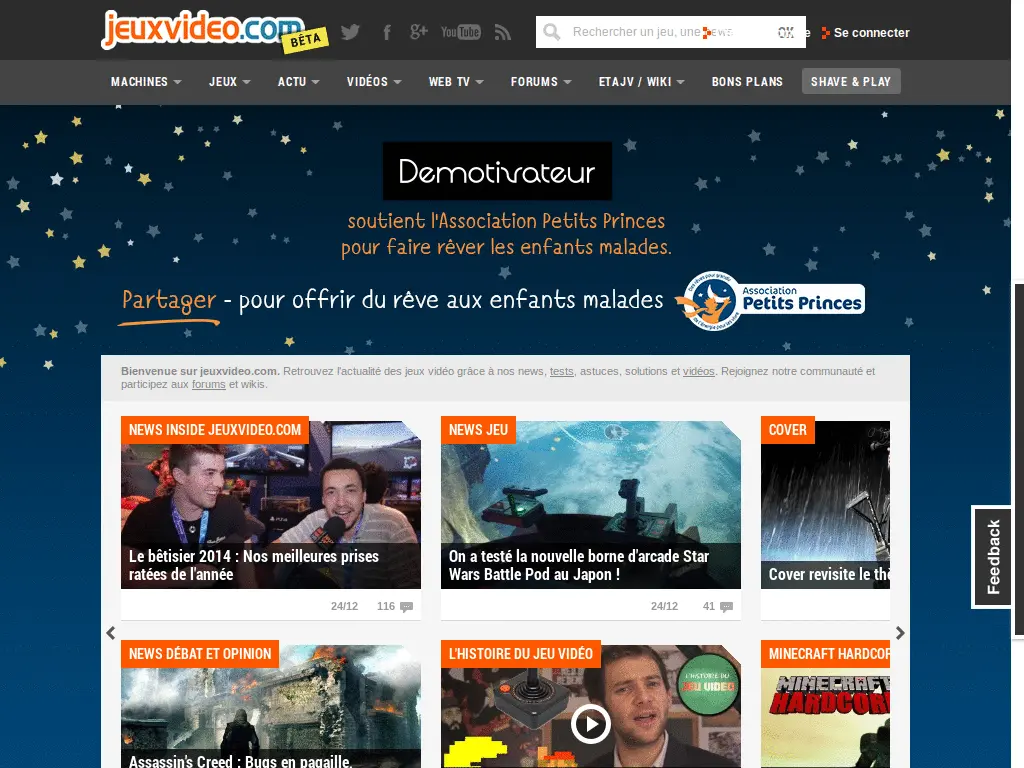 jeuxvideo.com
BÊTA
You Tube
Rechercher un jeu, une
OK
Se connecter
MACHINES
JEUX
ACTU
VIDÉOS
WEB TV
FORUMS
ETAJV / WIKI
BONS PLANS
SHAVE & PLAY
Demotivateur
soutient l'Association Petits Princes
pour faire rêver les enfants malades.
Partager - pour offrir du rêve aux enfants malades
Association
Petits Princes
Bienvenue sur jeuxvideo.com. Retrouvez l'actualité des jeux vidéo grâce à nos news, tests, astuces, solutions et vidéos. Rejoignez notre communauté et
participez aux forums et wikis.
NEWS INSIDE JEUXVIDEO.COM
Le bêtisier 2014 : Nos meilleures prises
ratées de l'année
24/12 116
NEWS JEU
On a testé la nouvelle borne d'arcade Star
Wars Battle Pod au Japon !
24/12 41
COVER
Cover revisite le th
Feedback
NEWS DÉBAT ET OPINION
Assassin's Creed : Bugs en pagaille,
L'HISTOIRE DU JEU VIDÉO
L'HISTOIRE DU
JEU VIDEO
MINECRAFT HARDCOR
MINECRAFT
HARDCOR